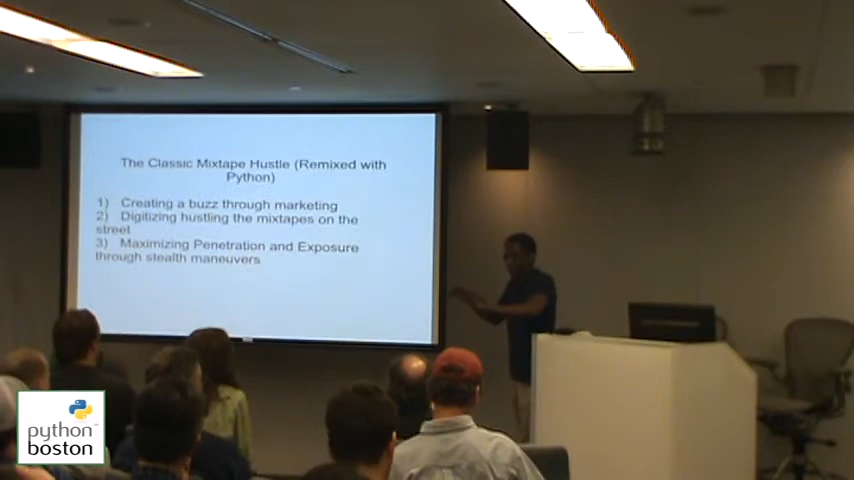 The Classic Mixtape Hustle (Remixed with
Python)
1) Creating a buzz through marketing
2) Digitizing hustling the mixtapes on the
street
3) Maximizing Penetration and Exposure
through stealth maneuvers
python™
boston